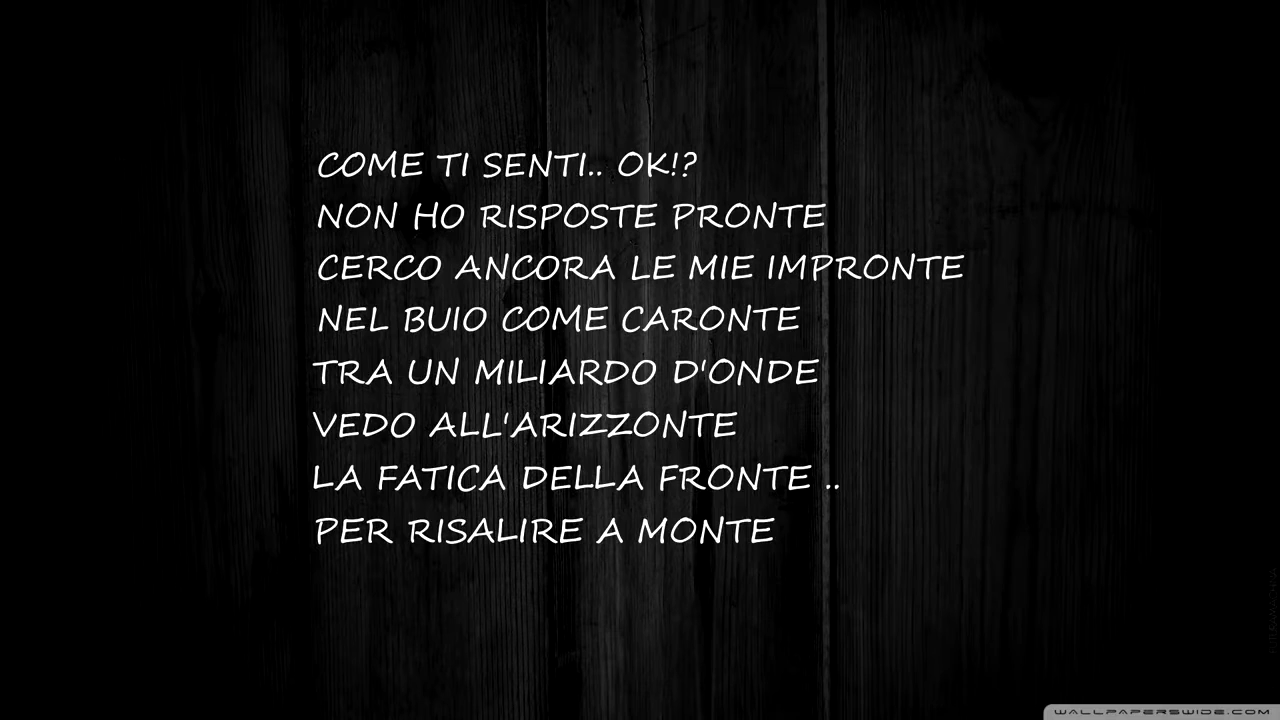 COME TI SENTI.. OK!?
NON HO RISPOSTE PRONTE
CERCO ANCORA LE MIE IMPRONTE
NEL BUIO COME CARONTE
TRA UN MILIARDO D'ONDE
VEDO ALL'ARIZZONTE
LA FATICA DELLA FRONTE ..
PER RISALIRE A MONTE
WALLPAPERSWIDE.COM